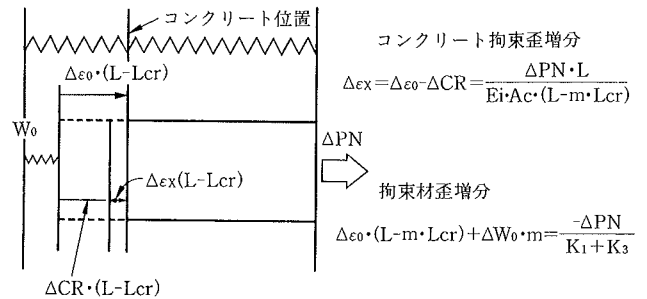 コンクリート位置
Δε0・(L-Lcr)
W0
Δεx(L-Lcr)
ΔCR・(L-Lcr)
ΔPN
コンクリート拘束歪増分
Δεx=Δε0-ΔCR=ΔPN・L/Ei・Ac・(L-m・Lcr)
拘束材歪増分
Δε0・(L-m・Lcr)+ΔW0・m=-ΔPN/K1+K3